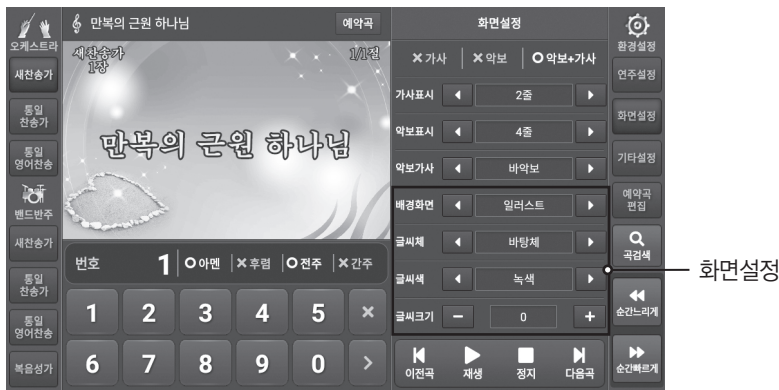 오케스트라
새찬송가
통일
찬송가
통일
영어찬송
밴드반주
새찬송가
통일
찬송가
통일
영어찬송
복음성가
만복의 근원 하나님
예약곡
새찬송가
1장
1/1절
만복의 근원 하나님
번호 1 O아멘 ×후렴 O전주 ×간주
1 2 3 4 5 ×
6 7 8 9 0 >
화면설정
×가사 ×악보 O악보+가사
가사표시 2줄
악보표시 4줄
악보가사 바악보
배경화면 일러스트
글씨체 바탕체
글씨색 녹색
글씨크기 - 0 +
이전곡 재생 정지 다음곡
환경설정
연주설정
화면설정
기타설정
예약곡
편집
곡검색
순간느리게
순간빠르게
화면설정